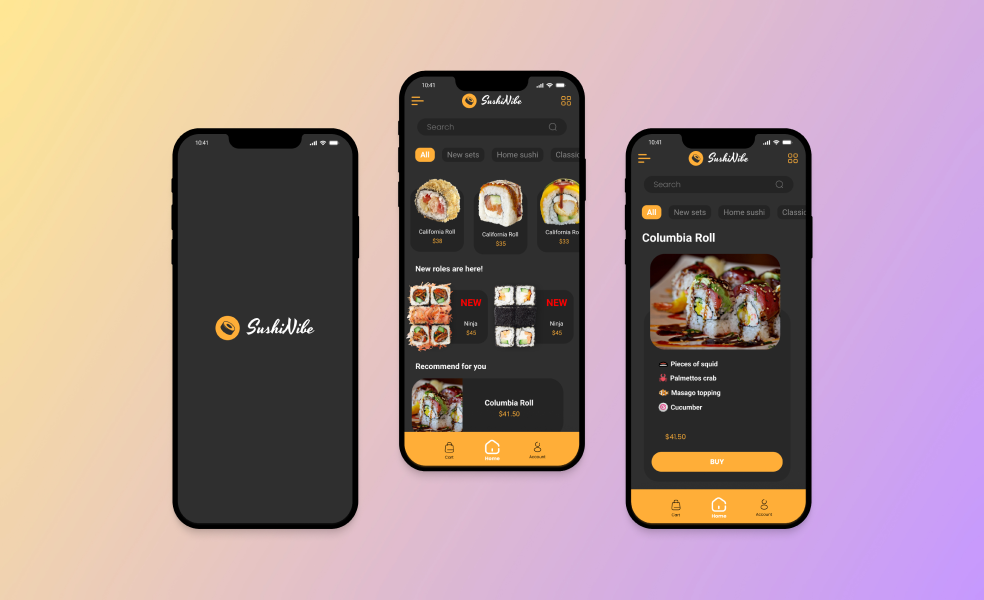 10:41
SushiVibe
10:41
SushiVibe
Search
All New sets Home sushi Classic
California Roll
$38
California Roll
$35
California Ro
$33
New roles are here!
NEW
Ninja
$45
NEW
Ninja
$45
Recommend for you
Columbia Roll
$41.50
Cart Home Account
10:41
SushiVibe
Search
All New sets Home sushi Classic
Columbia Roll
Pieces of squid
Palmettos crab
Masago topping
Cucumber
$41.50
BUY
Cart Home Account